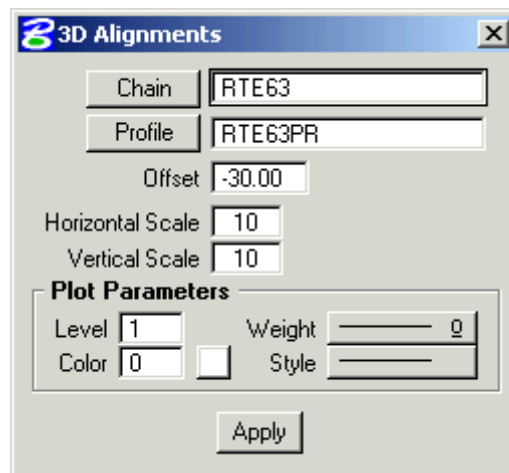 3D Alignments
Chain RTE63
Profile RTE63PR
Offset -30.00
Horizontal Scale 10
Vertical Scale 10
Plot Parameters
Level 1 Weight 0
Color 0 Style
Apply